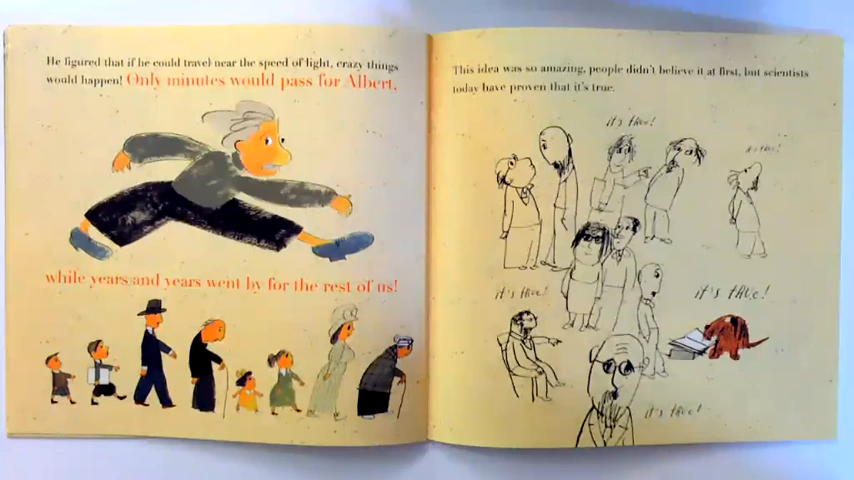 He figured that if he could travel near the speed of light, crazy things
would happen! Only minutes would pass for Albert,
while years and years went by for the rest of us!
This idea was so amazing, people didn't believe it at first, but scientists
today have proven that it's true.
it's true!
it's true!
it's true!
it's true!
it's true!